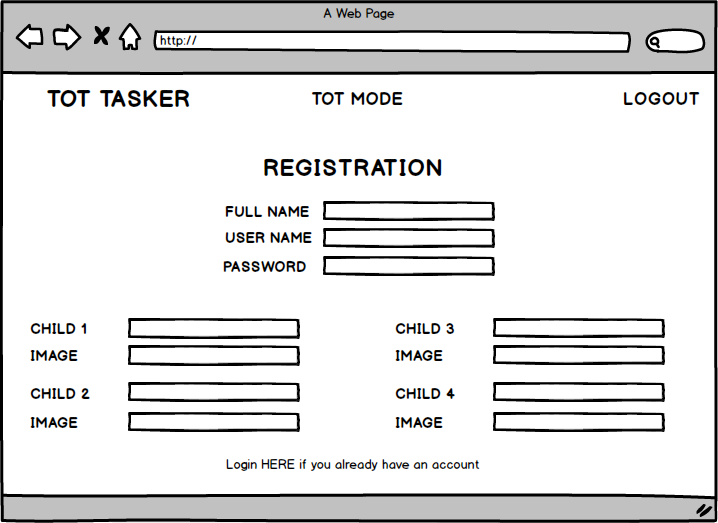 A Web Page
http://
TOT TASKER TOT MODE LOGOUT
REGISTRATION
FULL NAME
USER NAME
PASSWORD
CHILD 1 CHILD 3
IMAGE IMAGE
CHILD 2 CHILD 4
IMAGE IMAGE
Login HERE if you already have an account